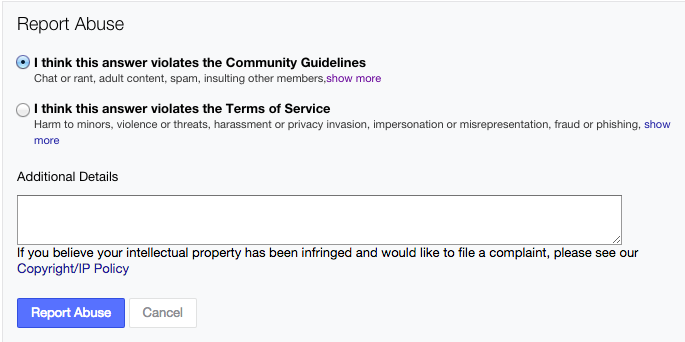 Report Abuse
I think this answer violates the Community Guidelines
Chat or rant, adult content, spam, insulting other members,show more
I think this answer violates the Terms of Service
Harm to minors, violence or threats, harassment or privacy invasion, impersonation or misrepresentation, fraud or phishing, show
more
Additional Details
If you believe your intellectual property has been infringed and would like to file a complaint, please see our
Copyright/IP Policy
Report Abuse Cancel